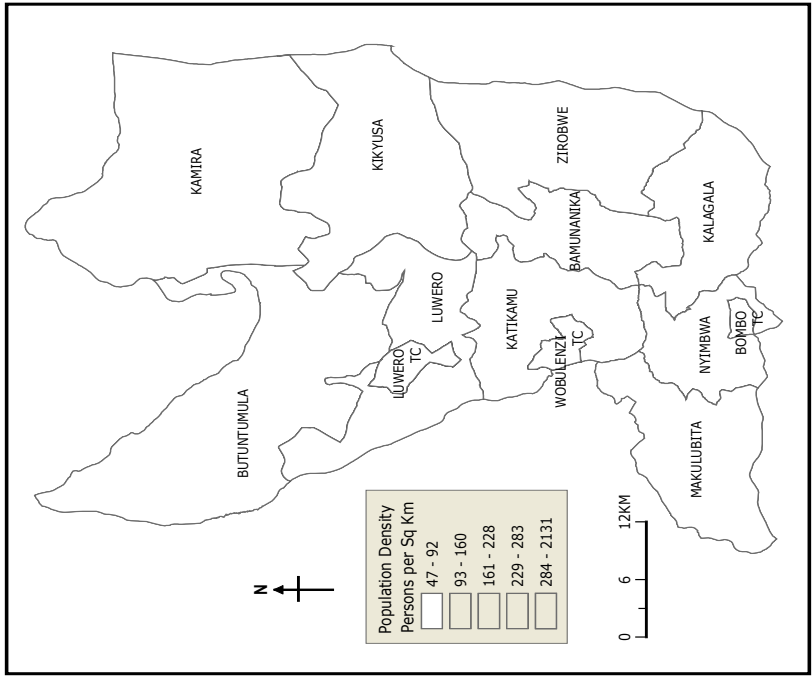 KAMIRA
KIKYUSA
ZIROBWE
BUTUNTUMULA
LUWERO
LUWERO
TC
KATIKAMU
BAMUNANIKA
KALAGALA
WOBULENZI
TC
NYIMBWA
BOMBO
TC
MAKULUBITA
N
Population Density
Persons per Sq Km
47 - 92
93 - 160
161 - 228
229 - 283
284 - 2131
0 6 12KM